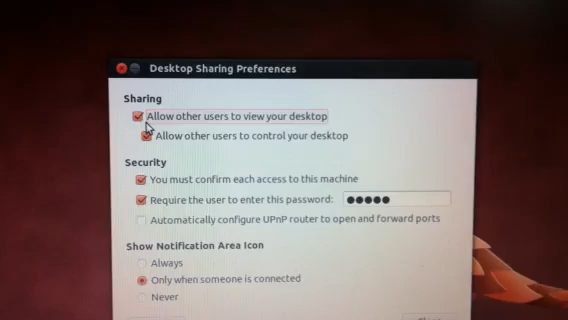 Desktop Sharing Preferences
Sharing
Allow other users to view your desktop
Allow other users to control your desktop
Security
You must confirm each access to this machine
Require the user to enter this password: ●●●●●
Automatically configure UPnP router to open and forward ports
Show Notification Area Icon
Always
Only when someone is connected
Never